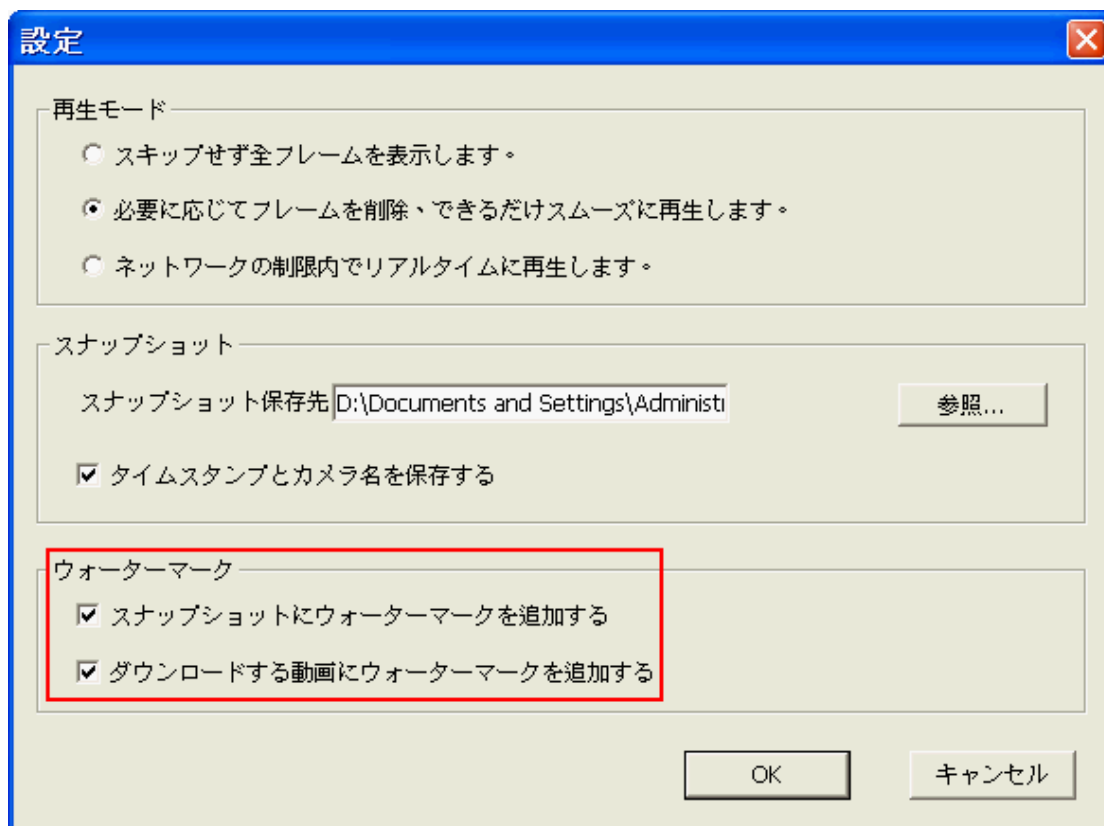 設定
再生モード
スキップせず全フレームを表示します。
必要に応じてフレームを削除、できるだけスムーズに再生します。
ネットワークの制限内でリアルタイムに再生します。
スナップショット
スナップショット保存先 D:\Documents and Settings\Administr 参照...
タイムスタンプとカメラ名を保存する
ウォーターマーク
スナップショットにウォーターマークを追加する
ダウンロードする動画にウォーターマークを追加する
OK キャンセル